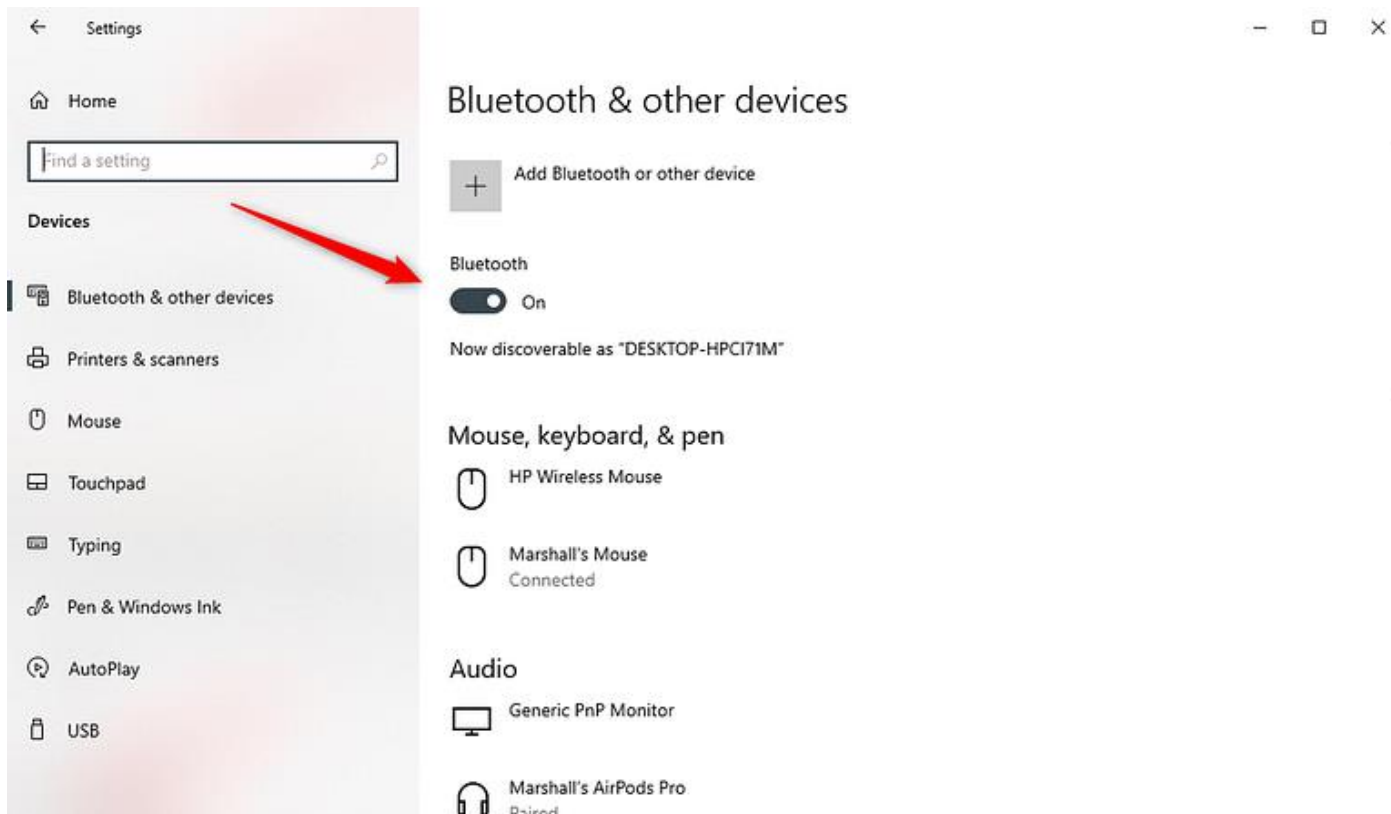 Settings
Home
Find a setting
Devices
Bluetooth & other devices
Printers & scanners
Mouse
Touchpad
Typing
Pen & Windows Ink
AutoPlay
USB
Bluetooth & other devices
Add Bluetooth or other device
Bluetooth
On
Now discoverable as "DESKTOP-HPCI71M"
Mouse, keyboard, & pen
HP Wireless Mouse
Marshall's Mouse
Connected
Audio
Generic PnP Monitor
Marshall's AirPods Pro
Paired